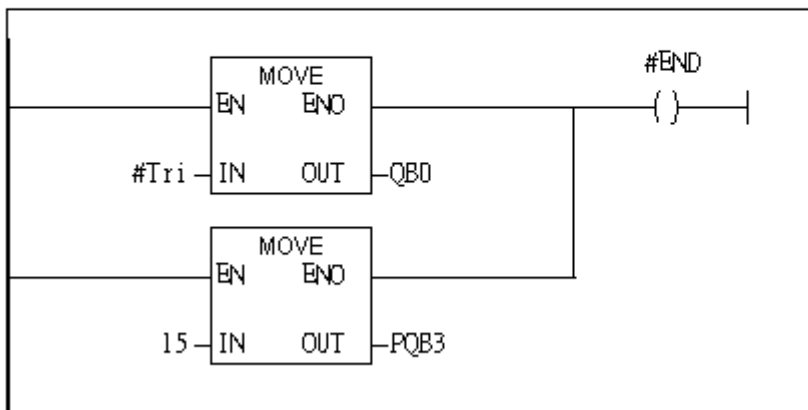 #END
MOVE
EN ENO
#Tri IN OUT QB0
MOVE
EN ENO
15 IN OUT PQB3